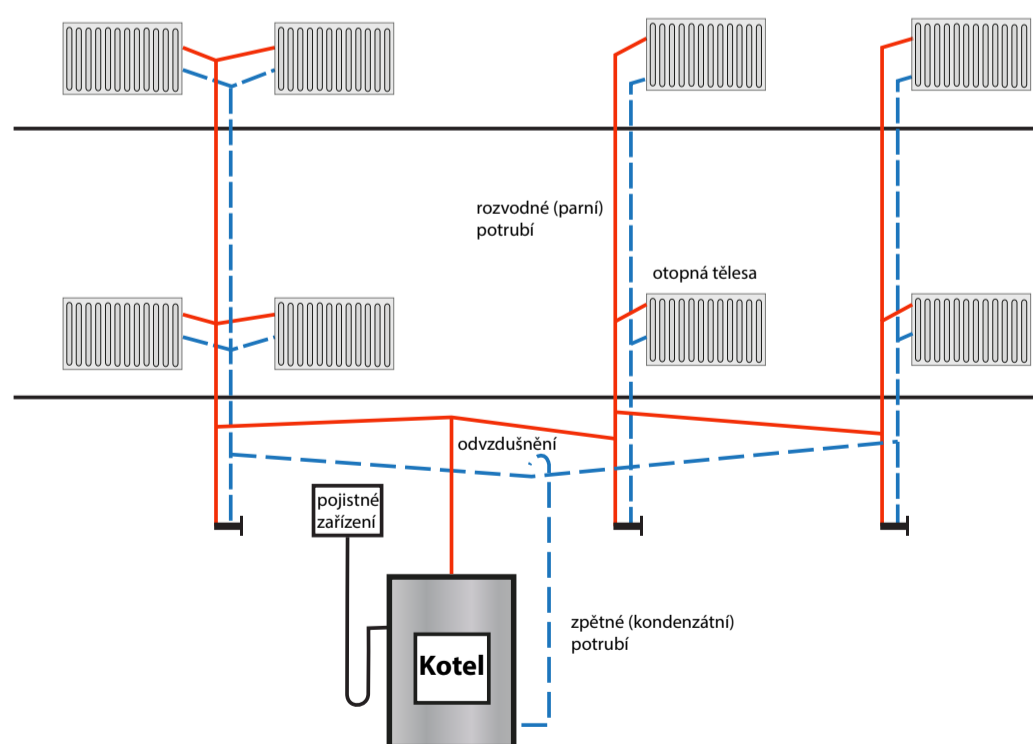 rozvodné (parní)
potrubí
otopná tělesa
odvzdušnění
pojistné
zařízení
zpětné (kondenzátní)
potrubí
Kotel